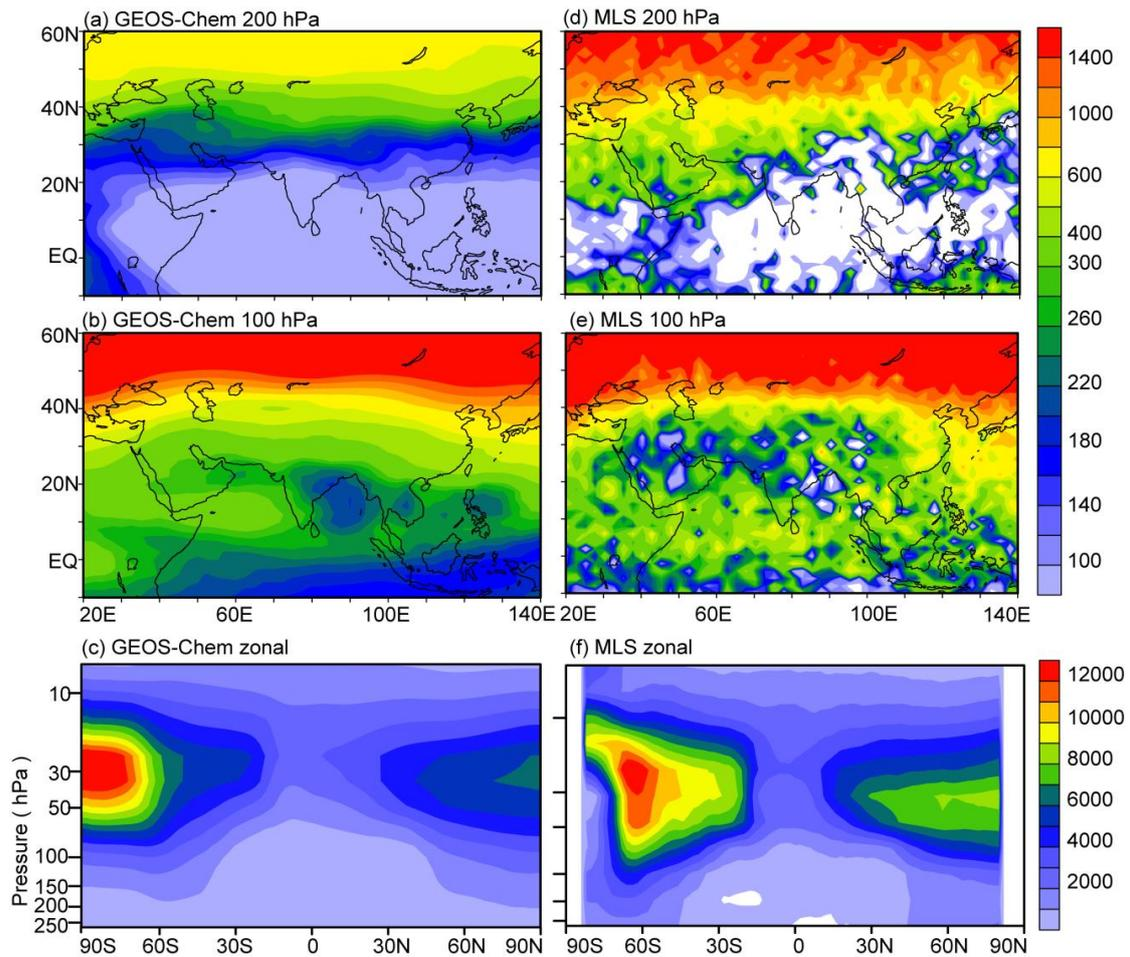 (a) GEOS-Chem 200 hPa
60N
40N
20N
EQ
(d) MLS 200 hPa
1400
1000
600
400
300
260
220
180
140
100
(b) GEOS-Chem 100 hPa
60N
40N
20N
EQ
20E 60E 100E 140E
(e) MLS 100 hPa
20E 60E 100E 140E
(c) GEOS-Chem zonal
Pressure ( hPa)
10
30
50
100
150
200
250
90S 60S 30S 0 30N 60N 90N
(f) MLS zonal
90S 60S 30S 0 30N 60N 90N
12000
10000
8000
6000
4000
2000